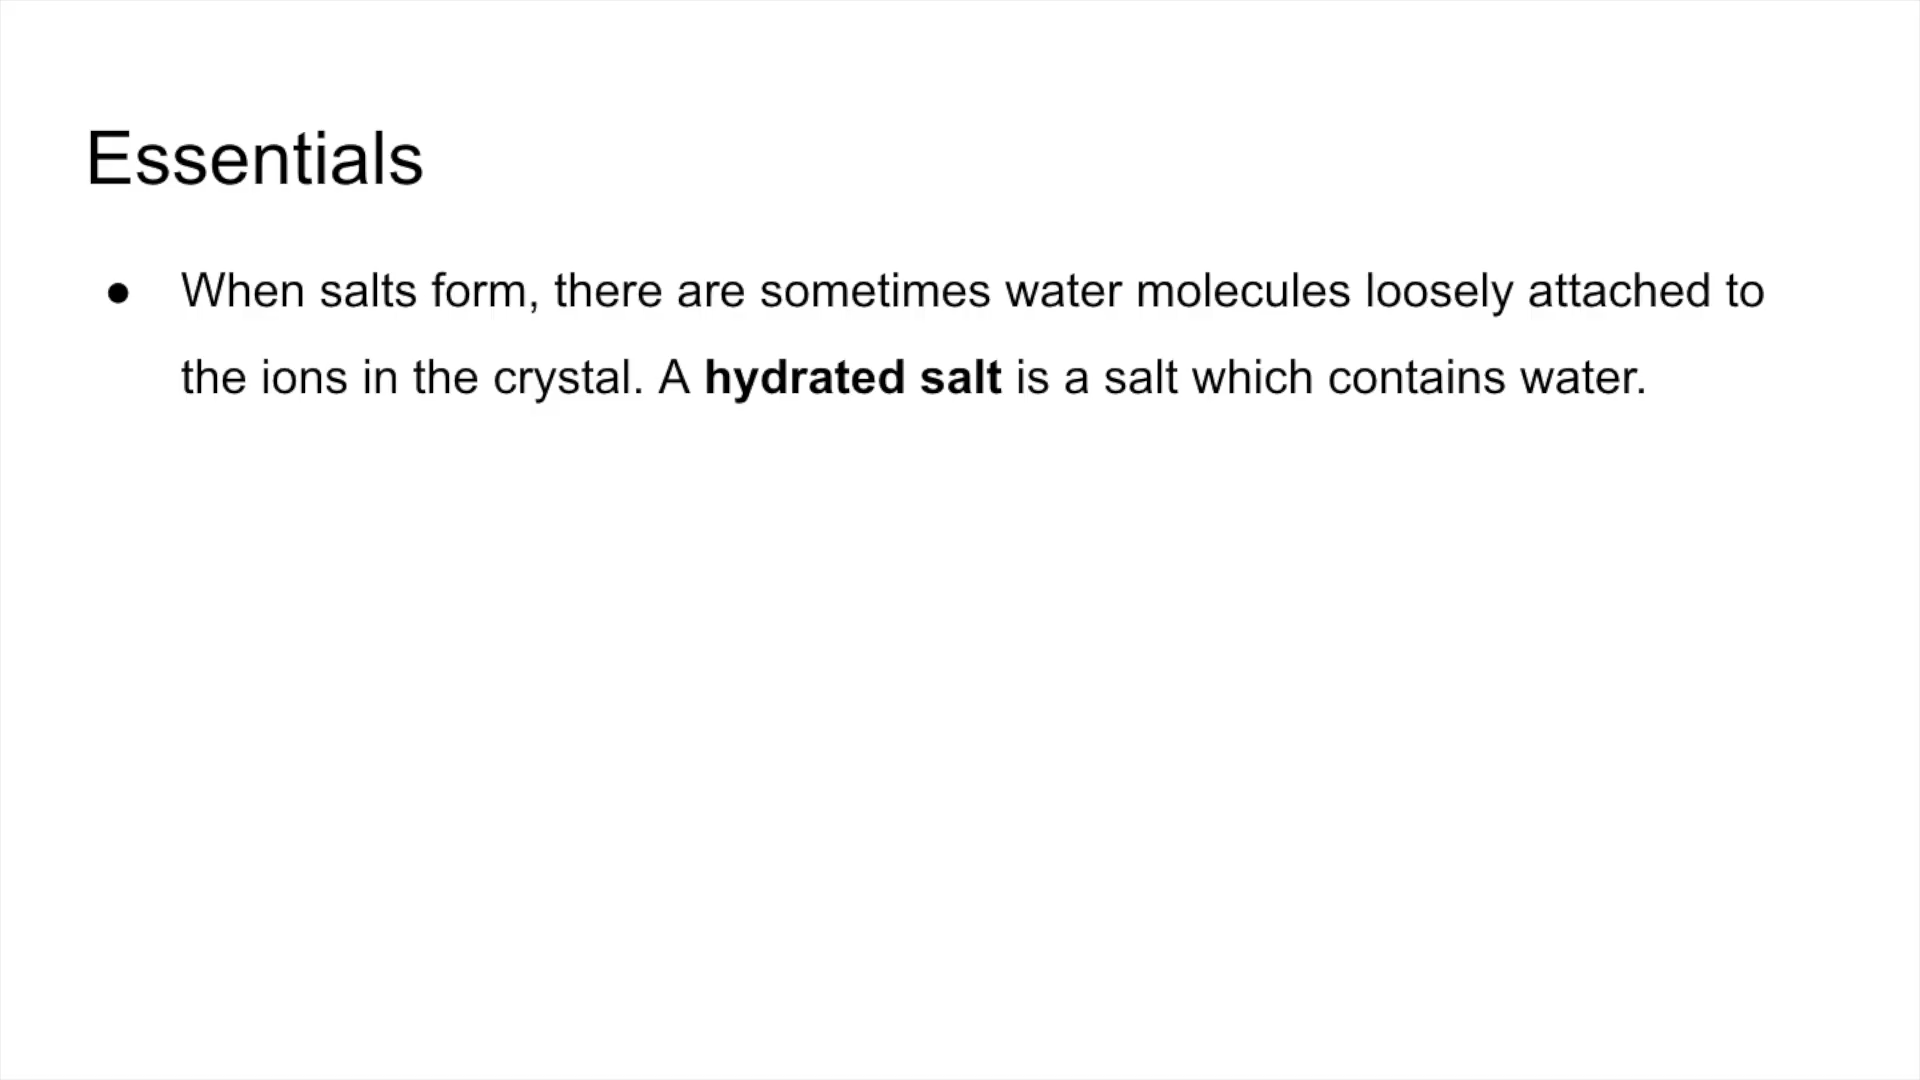 Essentials
● When salts form, there are sometimes water molecules loosely attached to
the ions in the crystal. A hydrated salt is a salt which contains water.